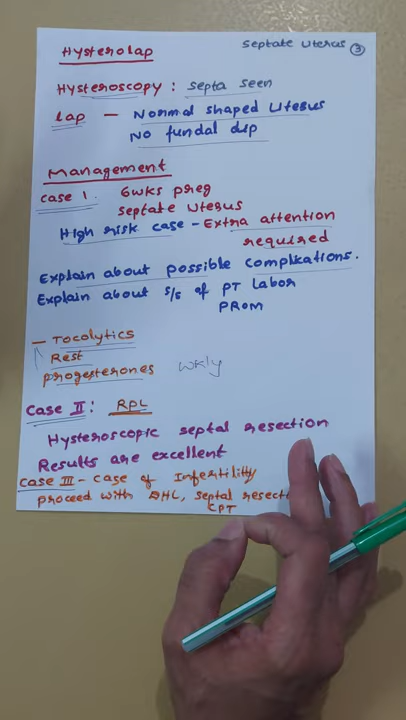 Septate Uterus ③
Hysterolap
Hysteroscopy : septa seen
Lap — Normal shaped Uterus
No fundal dip
Management
Case 1. 6wks preg
septate uterus
High risk case - Extra attention
required
Explain about possible complications.
Explain about s/s of PT Labor
PROM
— Tocolytics
Rest
progesterones wkly
Case II : RPL
Hysteroscopic septal resection
Results are excellent
Case III - Case of Infertility
proceed with DHL, septal resect
CPT